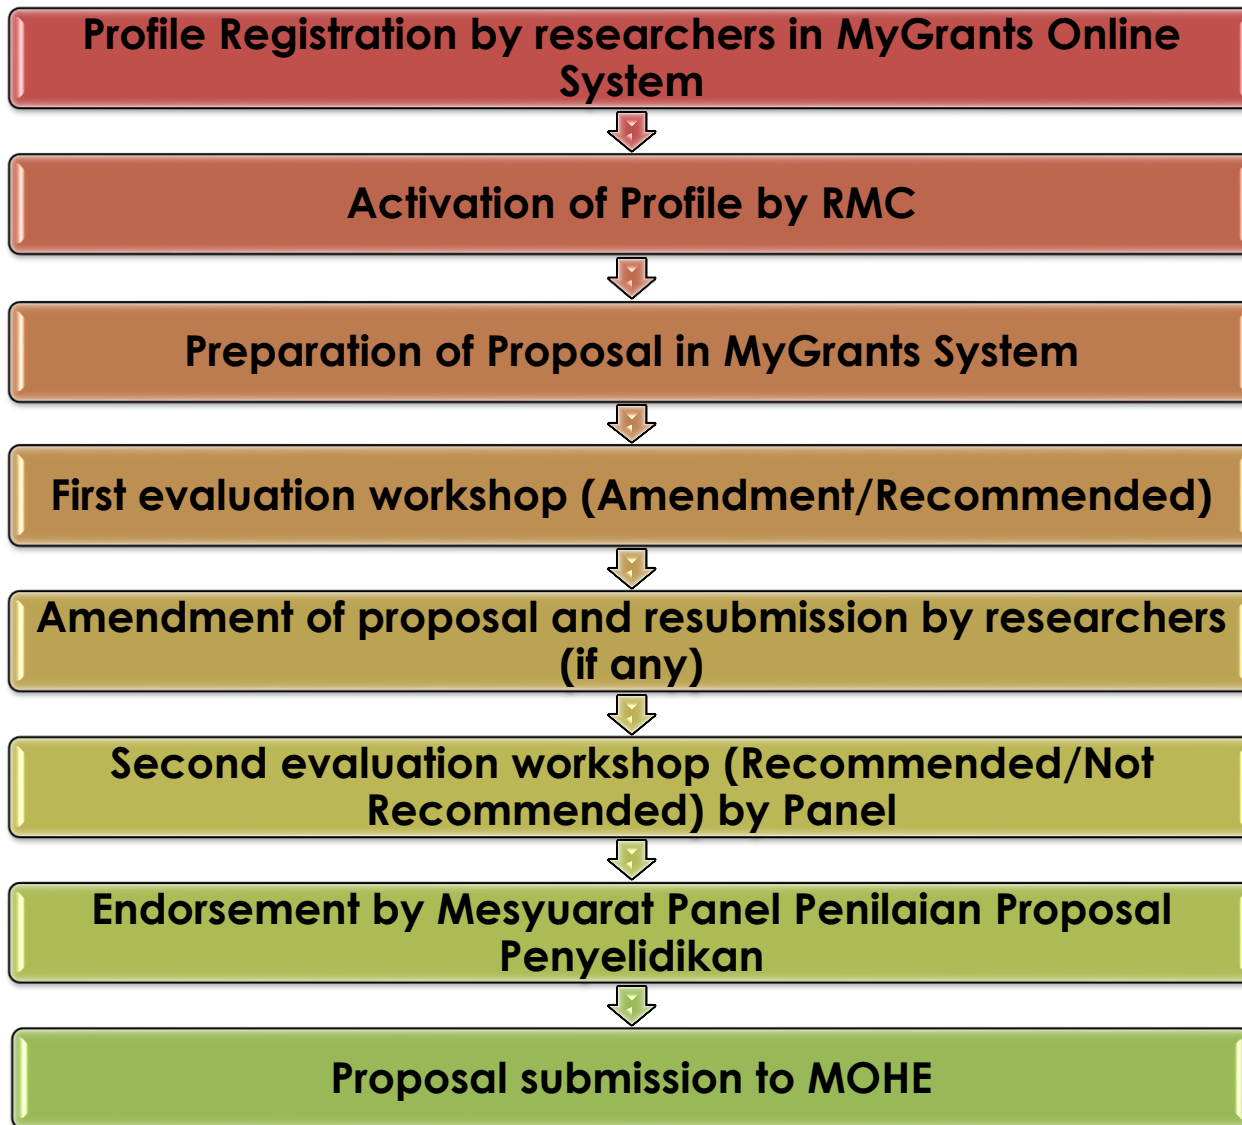 Profile Registration by researchers in MyGrants Online
System
Activation of Profile by RMC
Preparation of Proposal in MyGrants System
First evaluation workshop (Amendment/Recommended)
Amendment of proposal and resubmission by researchers
(if any)
Second evaluation workshop (Recommended/Not
Recommended) by Panel
Endorsement by Mesyuarat Panel Penilaian Proposal
Penyelidikan
Proposal submission to MOHE